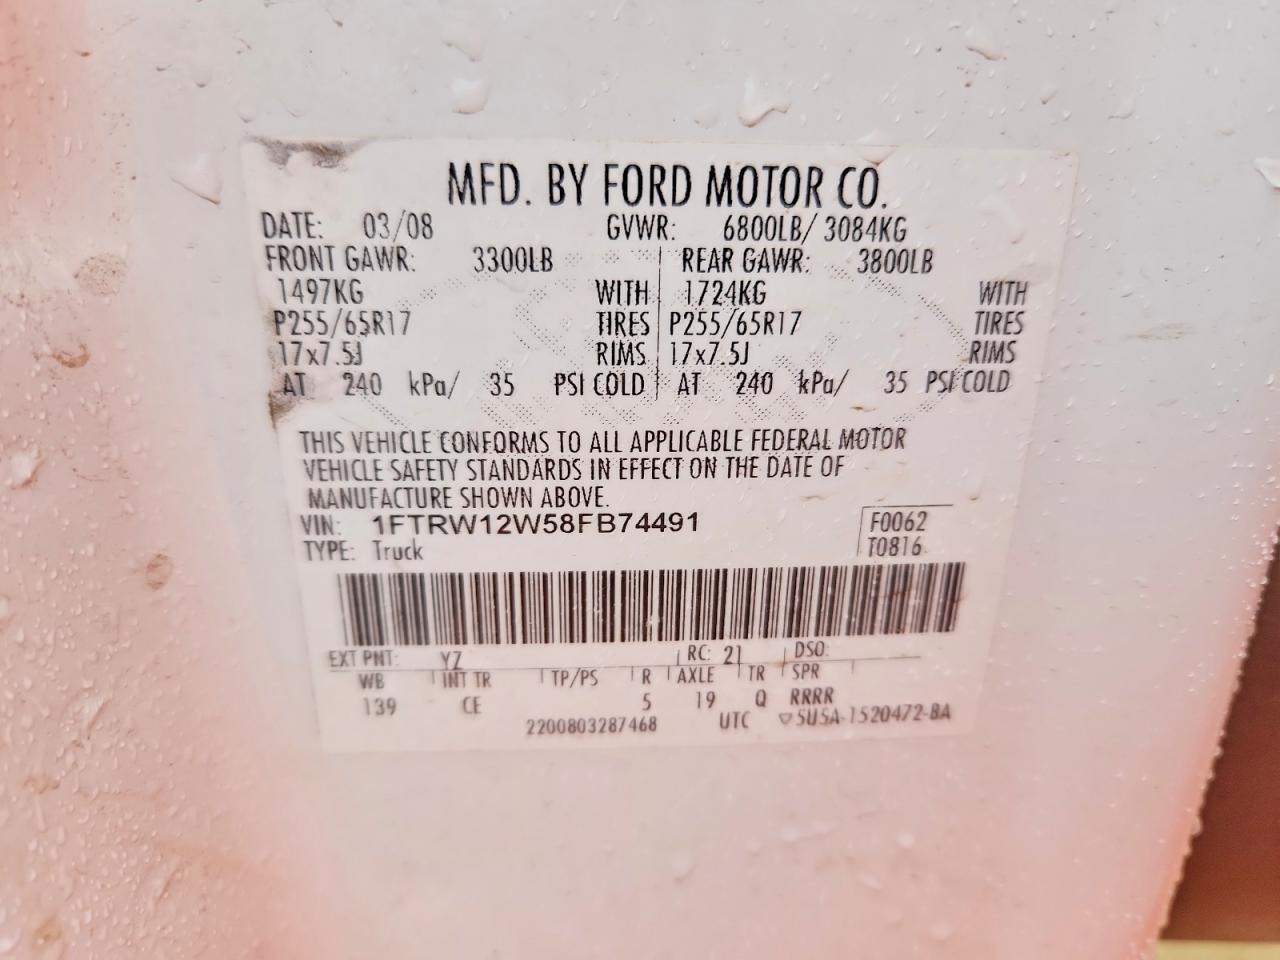 MFD. BY FORD MOTOR CO.
DATE: 03/08 GVWR: 6800LB/ 3084KG
FRONT GAWR: 3300LB REAR GAWR: 3800LB
1497KG WITH 1724KG WITH
P255/65R17 TIRES P255/65R17 TIRES
17x7.5J RIMS 17x7.5J RIMS
AT 240 kPa/ 35 PSI COLD AT 240 kPa/ 35 PSI COLD
THIS VEHICLE CONFORMS TO ALL APPLICABLE FEDERAL MOTOR
VEHICLE SAFETY STANDARDS IN EFFECT ON THE DATE OF
MANUFACTURE SHOWN ABOVE.
VIN: 1FTRW12W58FB74491 F0062
TYPE: Truck T0816
EXT PNT: YZ RC: 21 DSO:
WB INT TR TP/PS R AXLE TR SPR
139 CE 5 19 Q RRRR
2200803287468 UTC ▽5U5A-1520472-BA